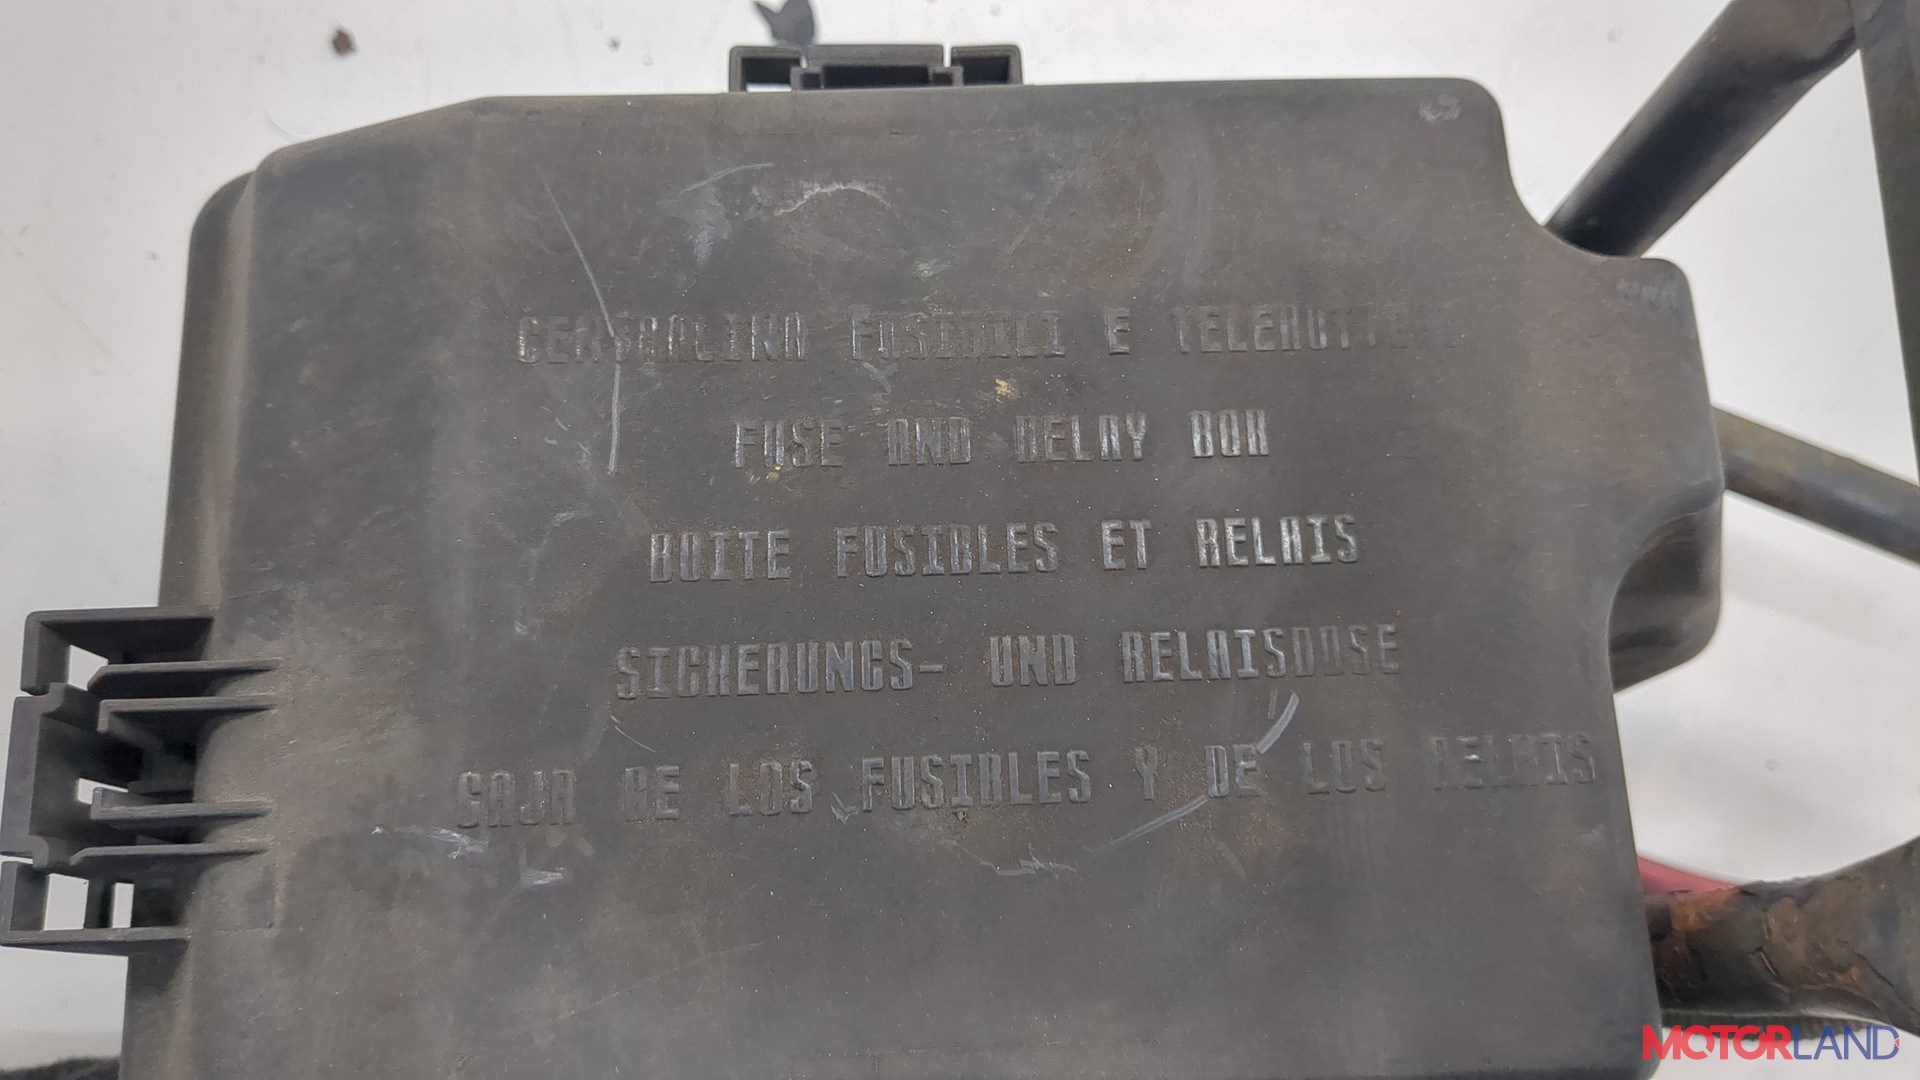 CENTRALINA FUSIBILI E TELERUTTORI
FUSE AND RELAY BOX
BOITE FUSIBLES ET RELAIS
SICHERUNGS- UND RELAISDOSE
CAJA DE LOS FUSIBLES Y DE LOS RELAIS
MOTORLAND